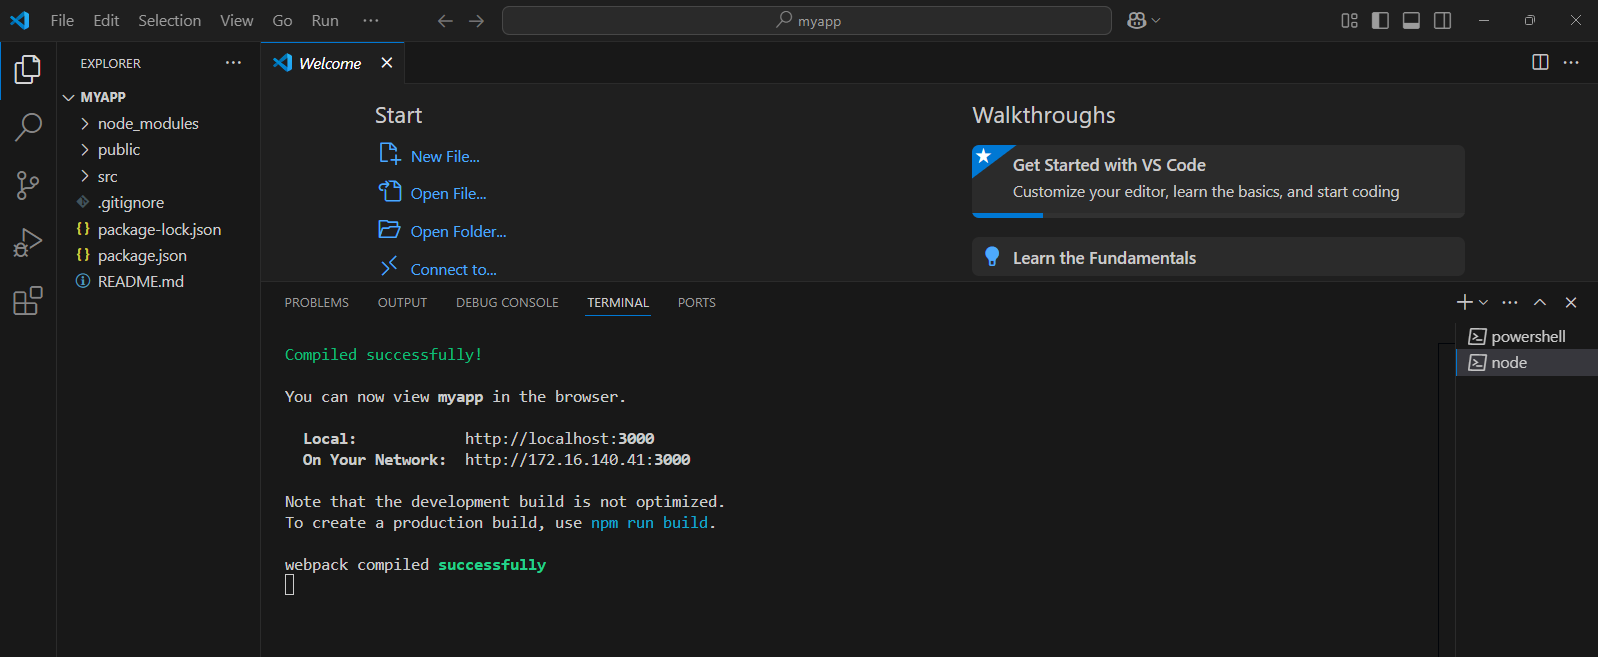 File Edit Selection View Go Run ···
myapp
EXPLORER ···
Welcome
MYAPP
node_modules
public
src
.gitignore
{} package-lock.json
{} package.json
README.md
Start
New File...
Open File...
Open Folder...
Connect to...
Walkthroughs
Get Started with VS Code
Customize your editor, learn the basics, and start coding
Learn the Fundamentals
PROBLEMS OUTPUT DEBUG CONSOLE TERMINAL PORTS
powershell
node
Compiled successfully!
You can now view myapp in the browser.
Local: http://localhost:3000
On Your Network: http://172.16.140.41:3000
Note that the development build is not optimized.
To create a production build, use npm run build.
webpack compiled successfully